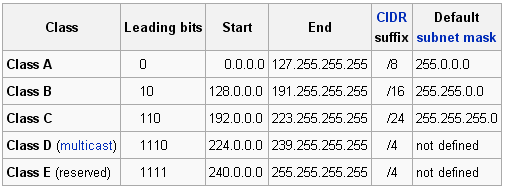 Class Leading bits Start End CIDR suffix Default subnet mask
Class A 0 0.0.0.0 127.255.255.255 /8 255.0.0.0
Class B 10 128.0.0.0 191.255.255.255 /16 255.255.0.0
Class C 110 192.0.0.0 223.255.255.255 /24 255.255.255.0
Class D (multicast) 1110 224.0.0.0 239.255.255.255 /4 not defined
Class E (reserved) 1111 240.0.0.0 255.255.255.255 /4 not defined